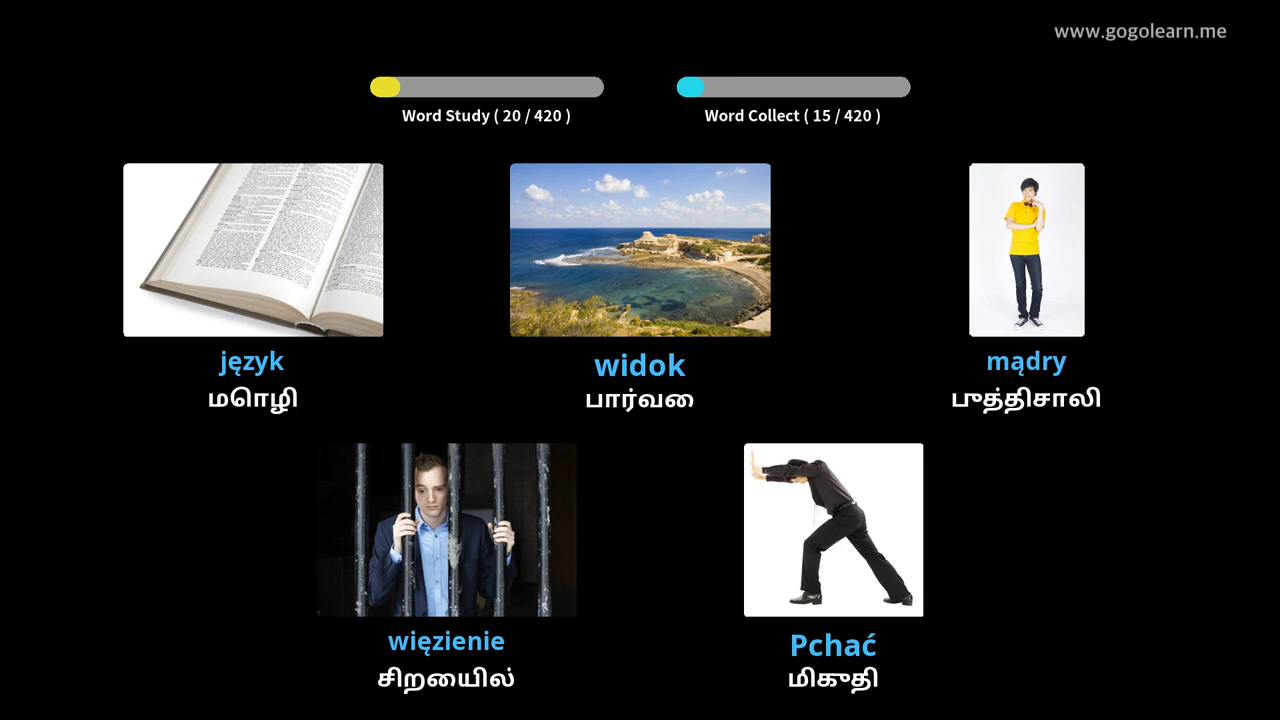 www.gogolearn.me
Word Study ( 20 / 420 )
Word Collect ( 15 / 420 )
język
மொழி
widok
பார்வை
mądry
புத்திசாலி
więzienie
சிறையில்
Pchać
மிகுதி